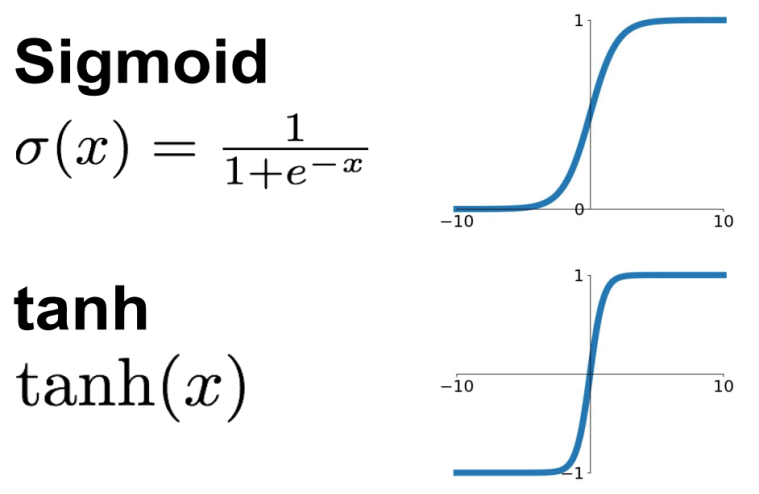 Sigmoid
σ(x) = 1/(1+e^{-x})
1
0
−10
10
tanh
tanh(x)
1
−10
10
−1